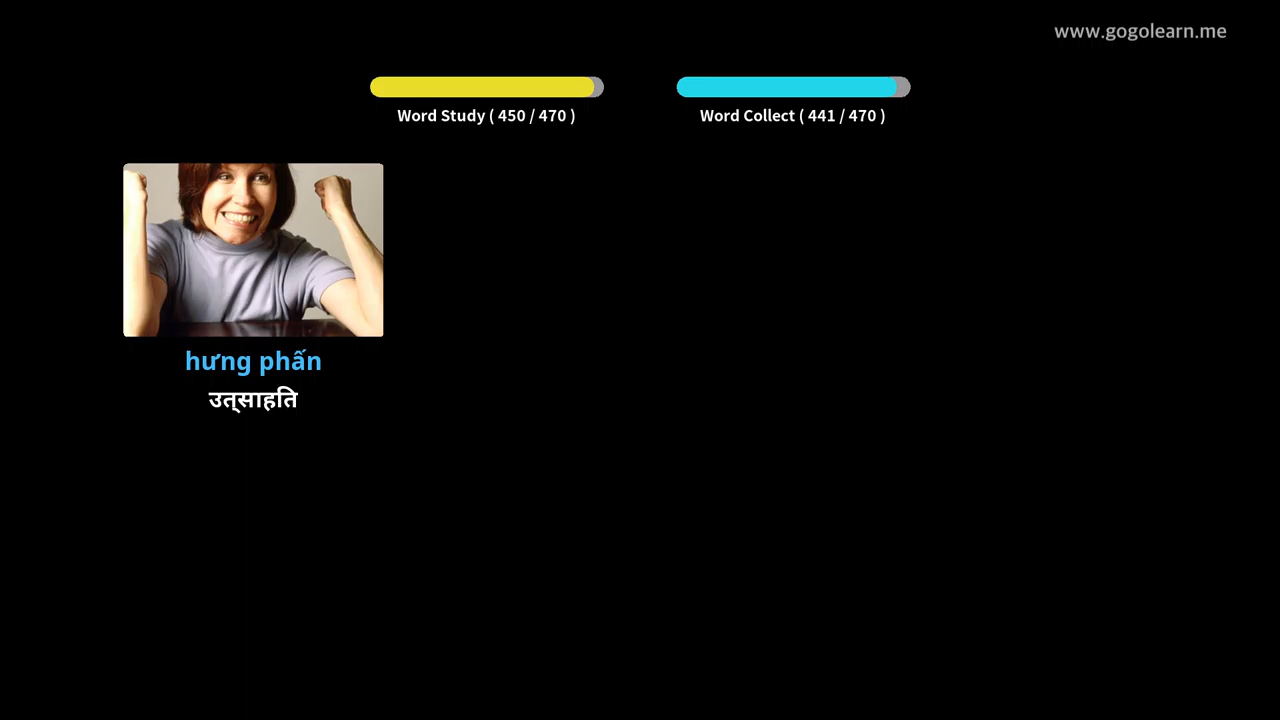 www.gogolearn.me
Word Study ( 450 / 470 )
Word Collect ( 441 / 470 )
hưng phấn
उत्साहति